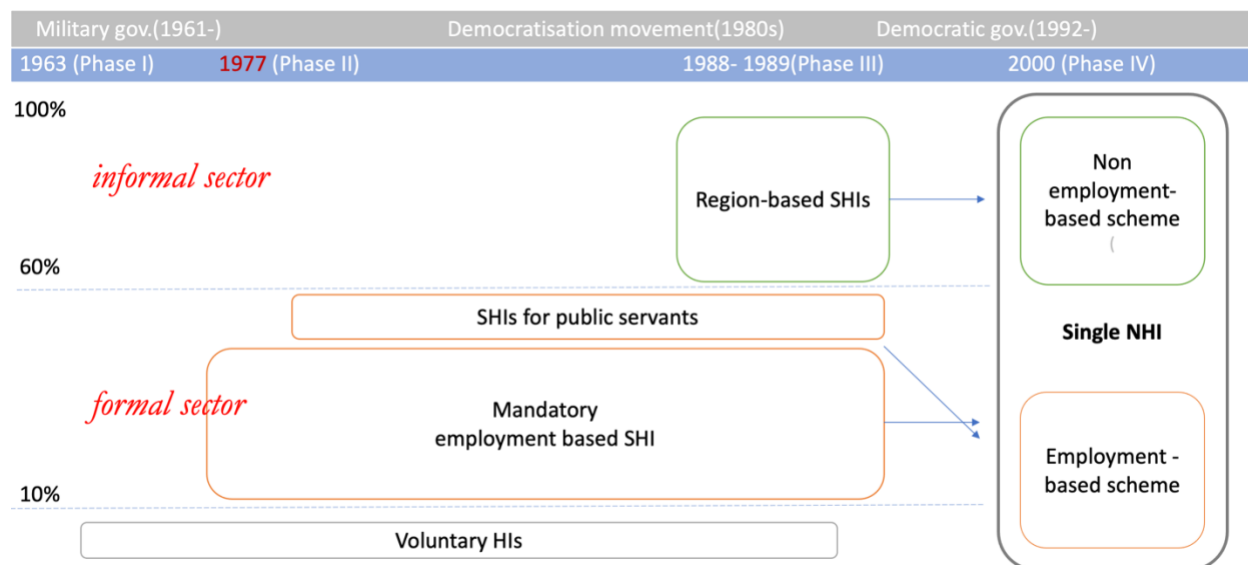 Military gov.(1961-) Democratisation movement(1980s) Democratic gov.(1992-)
1963 (Phase I) 1977 (Phase II) 1988- 1989(Phase III) 2000 (Phase IV)
100%
informal sector
Region-based SHIs
Non
employment-
based scheme
(
60%
SHIs for public servants
Single NHI
formal sector
Mandatory
employment based SHI
Employment -
based scheme
10%
Voluntary HIs